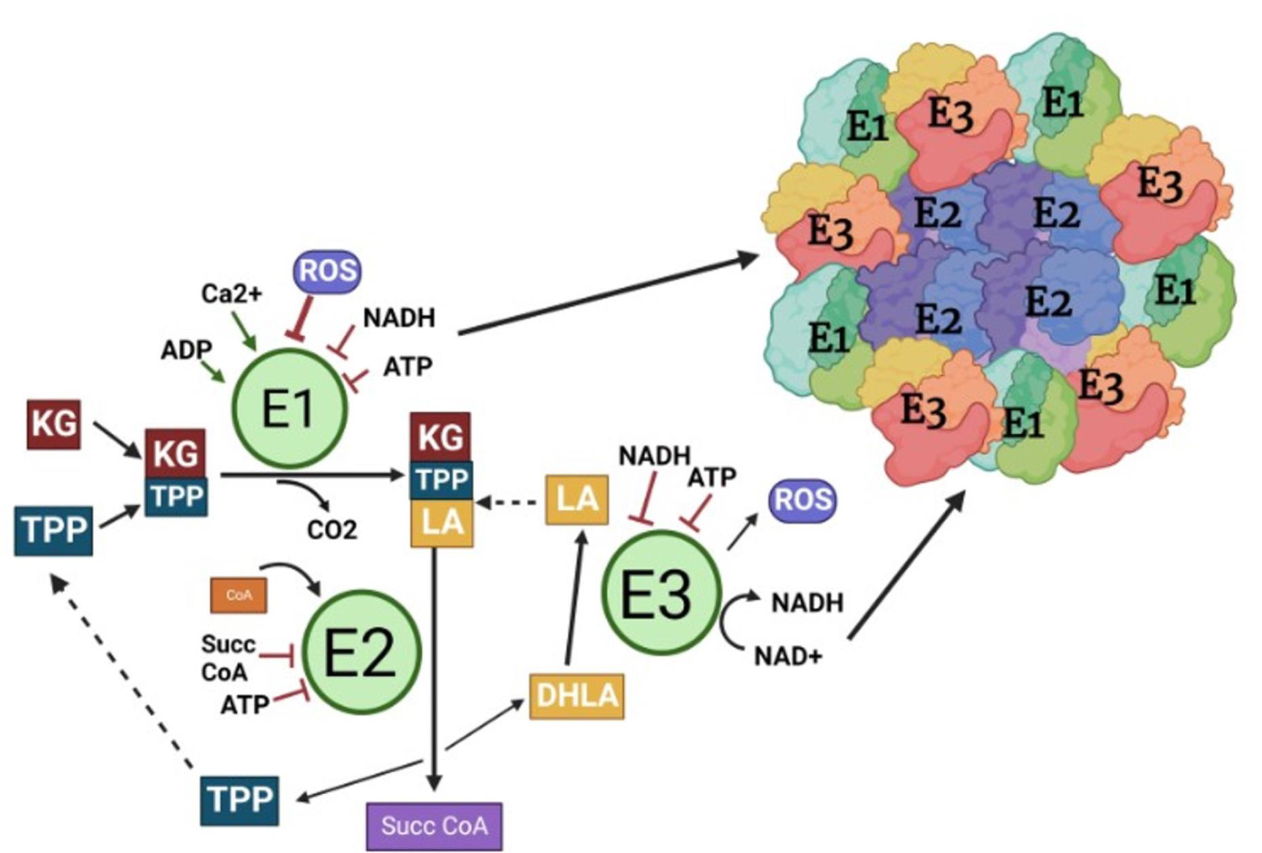 E1
E3
E1
E3
E3
E2
E2
E1
E1
E2
E2
E3
E1
E3
ROS
Ca2+
NADH
ADP
ATP
E1
KG
KG
TPP
TPP
CO2
KG
TPP
LA
LA
NADH
ATP
ROS
E3
NADH
NAD+
CoA
Succ
CoA
ATP
E2
DHLA
TPP
Succ CoA